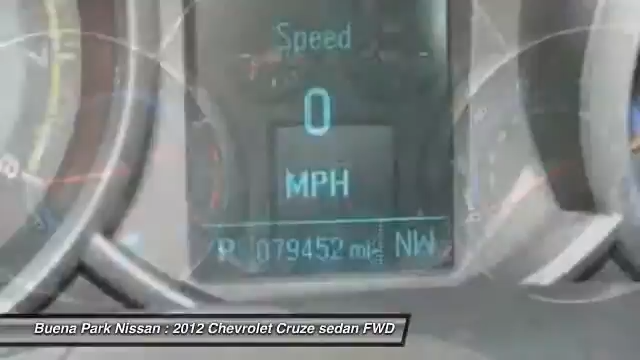 Speed
0
MPH
P 079452 mi NW
Buena Park Nissan : 2012 Chevrolet Cruze sedan FWD